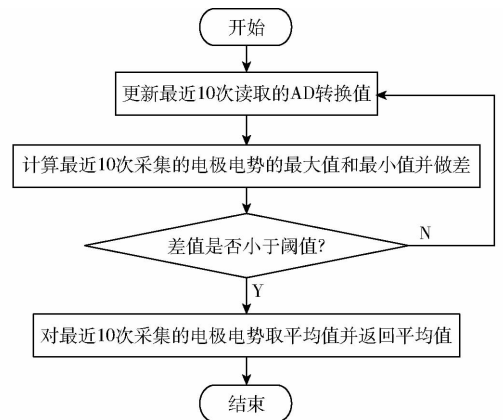 开始
更新最近10次读取的AD转换值
计算最近10次采集的电极电势的最大值和最小值并做差
差值是否小于阈值?
N
Y
对最近10次采集的电极电势取平均值并返回平均值
结束